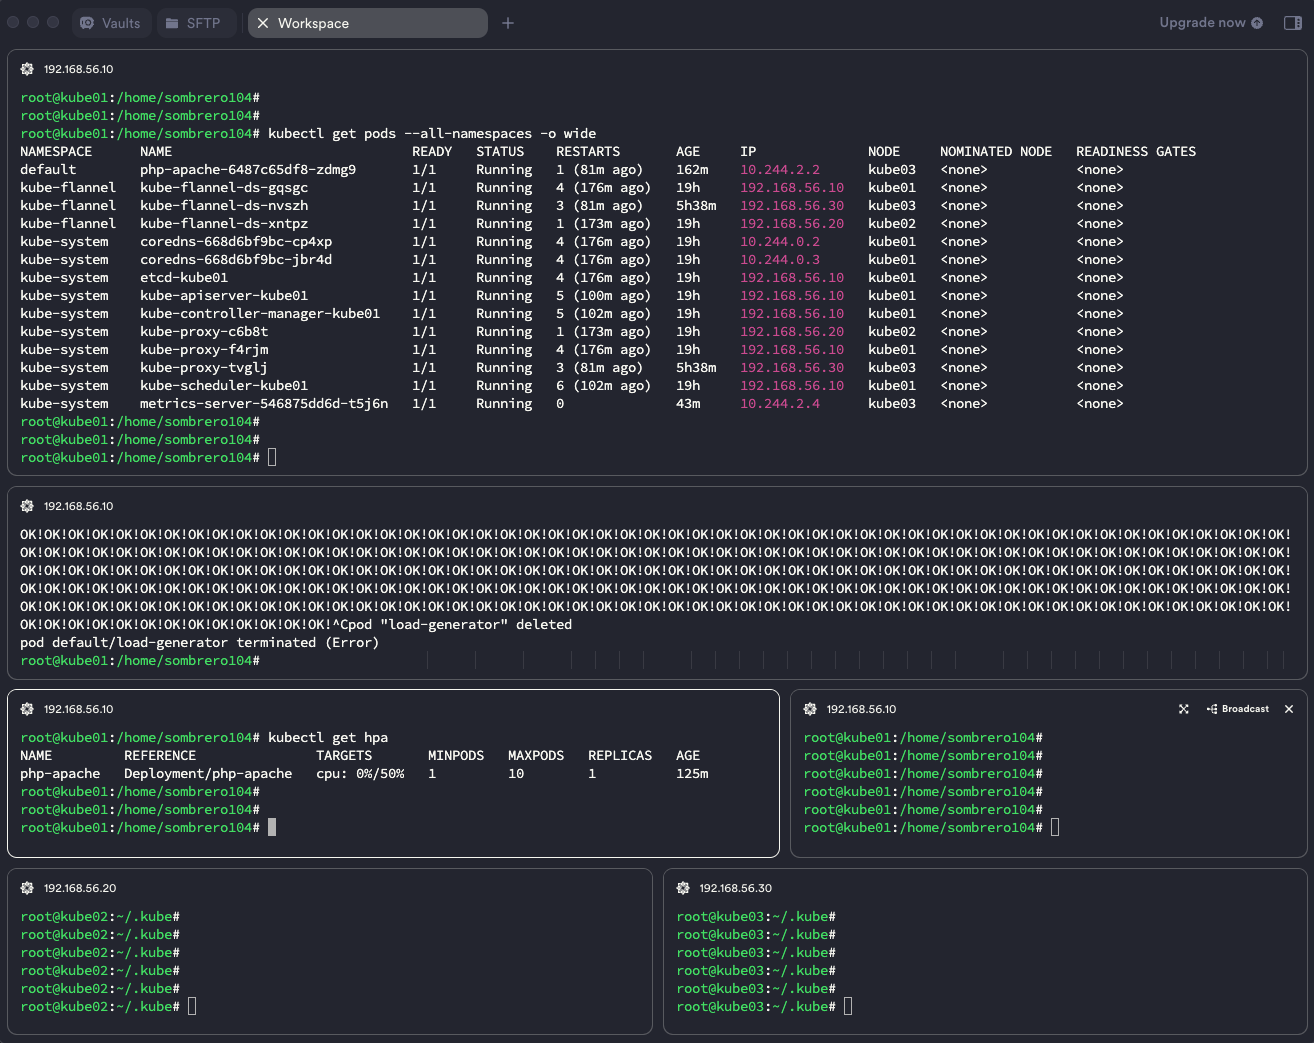 Vaults SFTP Workspace Upgrade now
192.168.56.10
root@kube01:/home/sombrero104#
root@kube01:/home/sombrero104#
root@kube01:/home/sombrero104# kubectl get pods --all-namespaces -o wide
NAMESPACE NAME READY STATUS RESTARTS AGE IP NODE NOMINATED NODE READINESS GATES
default php-apache-6487c65df8-zdmg9 1/1 Running 1 (81m ago) 162m 10.244.2.2 kube03 <none> <none>
kube-flannel kube-flannel-ds-gqsgc 1/1 Running 4 (176m ago) 19h 192.168.56.10 kube01 <none> <none>
kube-flannel kube-flannel-ds-nvszh 1/1 Running 3 (81m ago) 5h38m 192.168.56.30 kube03 <none> <none>
kube-flannel kube-flannel-ds-xntpz 1/1 Running 1 (173m ago) 19h 192.168.56.20 kube02 <none> <none>
kube-system coredns-668d6bf9bc-cp4xp 1/1 Running 4 (176m ago) 19h 10.244.0.2 kube01 <none> <none>
kube-system coredns-668d6bf9bc-jbr4d 1/1 Running 4 (176m ago) 19h 10.244.0.3 kube01 <none> <none>
kube-system etcd-kube01 1/1 Running 4 (176m ago) 19h 192.168.56.10 kube01 <none> <none>
kube-system kube-apiserver-kube01 1/1 Running 5 (100m ago) 19h 192.168.56.10 kube01 <none> <none>
kube-system kube-controller-manager-kube01 1/1 Running 5 (102m ago) 19h 192.168.56.10 kube01 <none> <none>
kube-system kube-proxy-c6b8t 1/1 Running 1 (173m ago) 19h 192.168.56.20 kube02 <none> <none>
kube-system kube-proxy-f4rjm 1/1 Running 4 (176m ago) 19h 192.168.56.10 kube01 <none> <none>
kube-system kube-proxy-tvglj 1/1 Running 3 (81m ago) 5h38m 192.168.56.30 kube03 <none> <none>
kube-system kube-scheduler-kube01 1/1 Running 6 (102m ago) 19h 192.168.56.10 kube01 <none> <none>
kube-system metrics-server-546875dd6d-t5j6n 1/1 Running 0 43m 10.244.2.4 kube03 <none> <none>
root@kube01:/home/sombrero104#
root@kube01:/home/sombrero104#
root@kube01:/home/sombrero104#
192.168.56.10
OK!OK!OK!OK!OK!OK!OK!OK!OK!OK!OK!OK!OK!OK!OK!OK!OK!OK!OK!OK!OK!OK!OK!OK!OK!OK!OK!OK!OK!OK!OK!OK!OK!OK!OK!OK!OK!OK!OK!OK!OK!OK!OK!OK!OK!OK!OK!OK!OK!OK!OK!OK!OK!
OK!OK!OK!OK!OK!OK!OK!OK!OK!OK!OK!OK!OK!OK!OK!OK!OK!OK!OK!OK!OK!OK!OK!OK!OK!OK!OK!OK!OK!OK!OK!OK!OK!OK!OK!OK!OK!OK!OK!OK!OK!OK!OK!OK!OK!OK!OK!OK!OK!OK!OK!OK!OK!
OK!OK!OK!OK!OK!OK!OK!OK!OK!OK!OK!OK!OK!OK!OK!OK!OK!OK!OK!OK!OK!OK!OK!OK!OK!OK!OK!OK!OK!OK!OK!OK!OK!OK!OK!OK!OK!OK!OK!OK!OK!OK!OK!OK!OK!OK!OK!OK!OK!OK!OK!OK!OK!
OK!OK!OK!OK!OK!OK!OK!OK!OK!OK!OK!OK!OK!OK!OK!OK!OK!OK!OK!OK!OK!OK!OK!OK!OK!OK!OK!OK!OK!OK!OK!OK!OK!OK!OK!OK!OK!OK!OK!OK!OK!OK!OK!OK!OK!OK!OK!OK!OK!OK!OK!OK!OK!
OK!OK!OK!OK!OK!OK!OK!OK!OK!OK!OK!OK!OK!OK!OK!OK!OK!OK!OK!OK!OK!OK!OK!OK!OK!OK!OK!OK!OK!OK!OK!OK!OK!OK!OK!OK!OK!OK!OK!OK!OK!OK!OK!OK!OK!OK!OK!OK!OK!OK!OK!OK!OK!
OK!OK!OK!OK!OK!OK!OK!OK!OK!OK!OK!OK!OK!^Cpod "load-generator" deleted
pod default/load-generator terminated (Error)
root@kube01:/home/sombrero104#
192.168.56.10
root@kube01:/home/sombrero104# kubectl get hpa
NAME REFERENCE TARGETS MINPODS MAXPODS REPLICAS AGE
php-apache Deployment/php-apache cpu: 0%/50% 1 10 1 125m
root@kube01:/home/sombrero104#
root@kube01:/home/sombrero104#
root@kube01:/home/sombrero104#
192.168.56.10 Broadcast
root@kube01:/home/sombrero104#
root@kube01:/home/sombrero104#
root@kube01:/home/sombrero104#
root@kube01:/home/sombrero104#
root@kube01:/home/sombrero104#
root@kube01:/home/sombrero104#
192.168.56.20
root@kube02:~/.kube#
root@kube02:~/.kube#
root@kube02:~/.kube#
root@kube02:~/.kube#
root@kube02:~/.kube#
root@kube02:~/.kube#
192.168.56.30
root@kube03:~/.kube#
root@kube03:~/.kube#
root@kube03:~/.kube#
root@kube03:~/.kube#
root@kube03:~/.kube#
root@kube03:~/.kube#